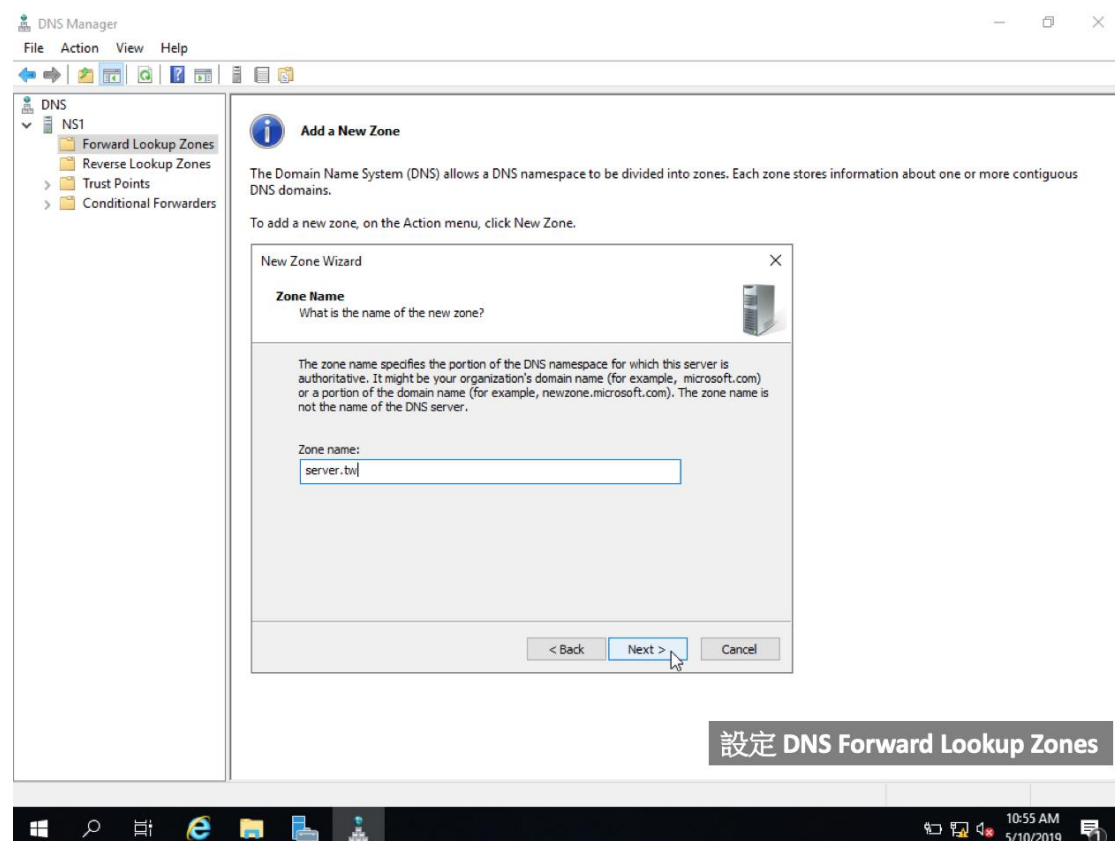 DNS Manager
File Action View Help
DNS
NS1
Forward Lookup Zones
Reverse Lookup Zones
Trust Points
Conditional Forwarders
Add a New Zone
The Domain Name System (DNS) allows a DNS namespace to be divided into zones. Each zone stores information about one or more contiguous
DNS domains.
To add a new zone, on the Action menu, click New Zone.
New Zone Wizard
Zone Name
What is the name of the new zone?
The zone name specifies the portion of the DNS namespace for which this server is
authoritative. It might be your organization's domain name (for example, microsoft.com)
or a portion of the domain name (for example, newzone.microsoft.com). The zone name is
not the name of the DNS server.
Zone name:
server.tw
< Back Next > Cancel
設定 DNS Forward Lookup Zones
10:55 AM
5/10/2019
1